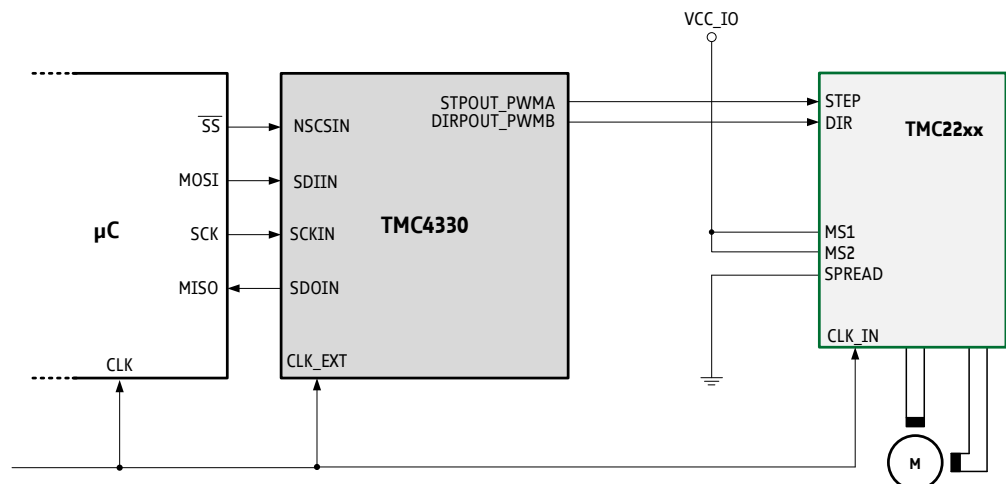 VCC_IO
STPOUT_PWMA
DIRPOUT_PWMB
STEP
DIR
TMC22xx
SS
NSCSIN
MOSI
SDIIN
µC
SCK
SCKIN
TMC4330
MISO
SDOIN
MS1
MS2
SPREAD
CLK
CLK_EXT
CLK_IN
M